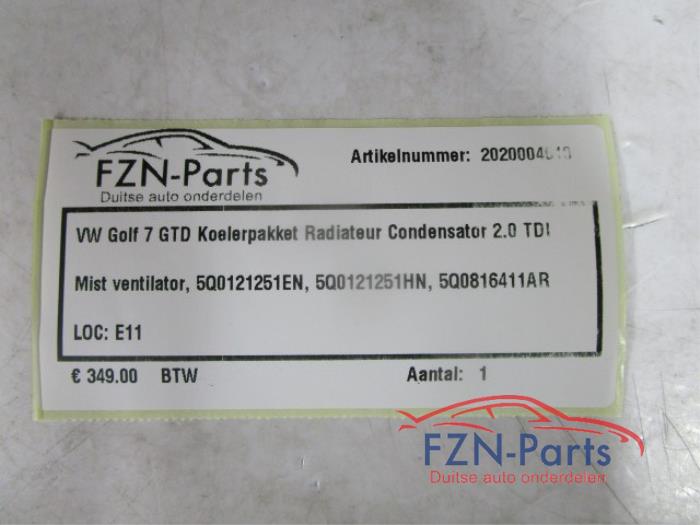 FZN-Parts
Duitse auto onderdelen
Artikelnummer:
VW Golf 7 GTD Koelerpakket Radiateur Condensator 2.0 TDI
Mist ventilator, 5Q0121251EN, 5Q0121251HN, 5Q0816411AR
LOC: E11
€ 349.00 BTW Aantal: 1
FZN-Parts
Duitse auto onderdelen